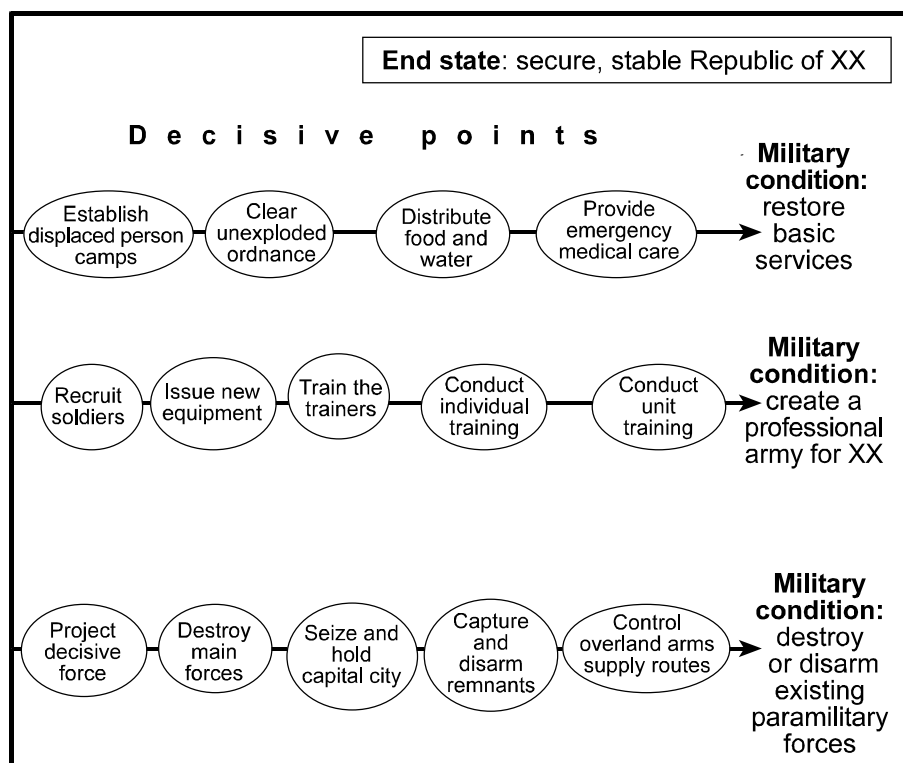 End state: secure, stable Republic of XX
Decisive points
Establish
displaced person
camps
Clear
unexploded
ordnance
Distribute
food and
water
Provide
emergency
medical care
Military
condition:
restore
basic
services
Recruit
soldiers
Issue new
equipment
Train the
trainers
Conduct
individual
training
Conduct
unit
training
Military
condition:
create a
professional
army for XX
Project
decisive
force
Destroy
main
forces
Seize and
hold
capital city
Capture
and
disarm
remnants
Control
overland arms
supply routes
Military
condition:
destroy
or disarm
existing
paramilitary
forces